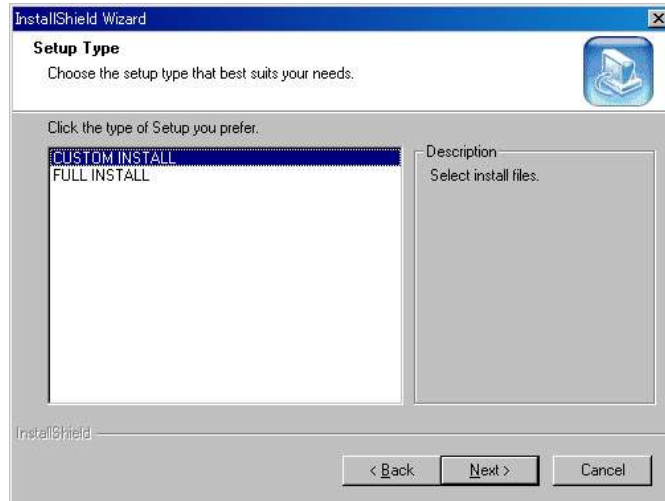 InstallShield Wizard
Setup Type
Choose the setup type that best suits your needs.
Click the type of Setup you prefer.
CUSTOM INSTALL
FULL INSTALL
Description
Select install files.
InstallShield
< Back
Next >
Cancel